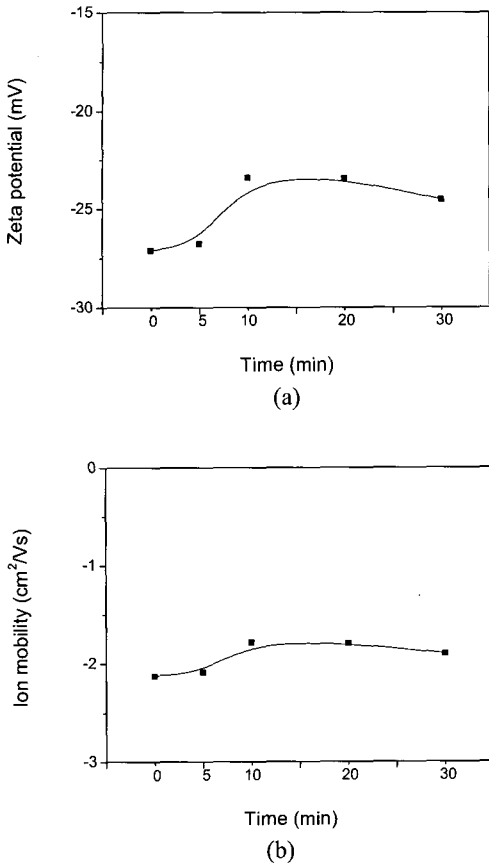 -15
-20
-25
-30
Zeta potential (mV)
0 5 10 20 30
Time (min)
(a)
0
-1
-2
-3
Ion mobility (cm²/Vs)
0 5 10 20 30
Time (min)
(b)